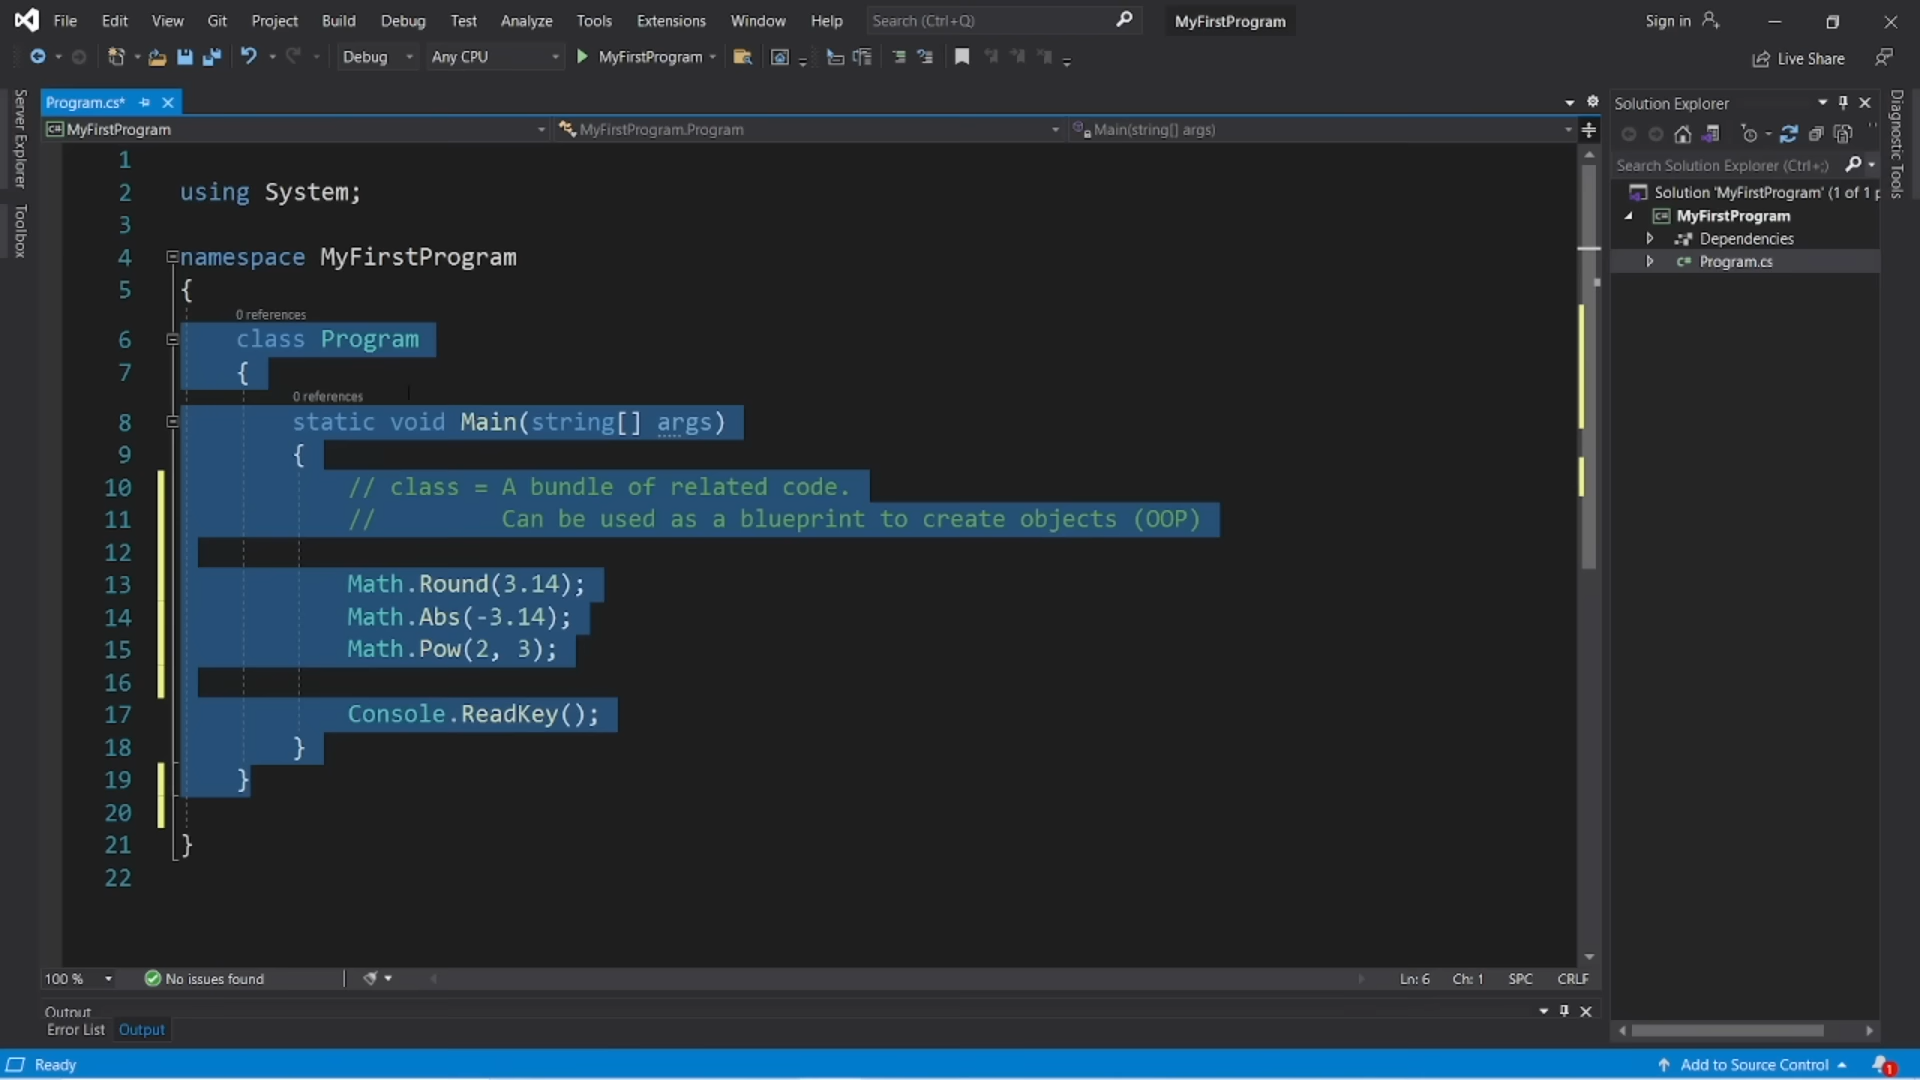 File Edit View Git Project Build Debug Test Analyze Tools Extensions Window Help Search (Ctrl+Q) MyFirstProgram Sign in
Debug Any CPU MyFirstProgram Live Share
Server Explorer
Toolbox
Program.cs*
MyFirstProgram MyFirstProgram.Program Main(string[] args)
1
2 using System;
3
4 namespace MyFirstProgram
5 {
0 references
6 class Program
7 {
0 references
8 static void Main(string[] args)
9 {
10 // class = A bundle of related code.
11 // Can be used as a blueprint to create objects (OOP)
12
13 Math.Round(3.14);
14 Math.Abs(-3.14);
15 Math.Pow(2, 3);
16
17 Console.ReadKey();
18 }
19 }
20
21 }
22
100 % No issues found Ln: 6 Ch: 1 SPC CRLF
Output
Error List Output
Solution Explorer
Search Solution Explorer (Ctrl+;)
Solution 'MyFirstProgram' (1 of 1 p
MyFirstProgram
Dependencies
C# Program.cs
Diagnostic Tools
Ready Add to Source Control 1